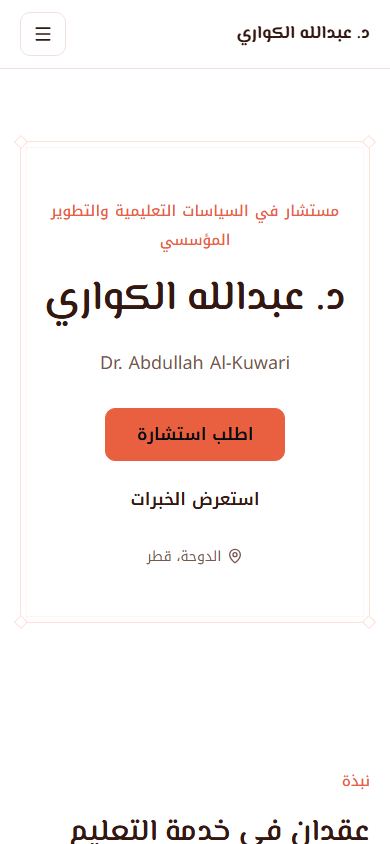 د. عبدالله الكواري
مستشار في السياسات التعليمية والتطوير
المؤسسي
د. عبدالله الكواري
Dr. Abdullah Al-Kuwari
اطلب استشارة
استعرض الخبرات
الدوحة، قطر
نبذة
عقدان في خدمة التعليم